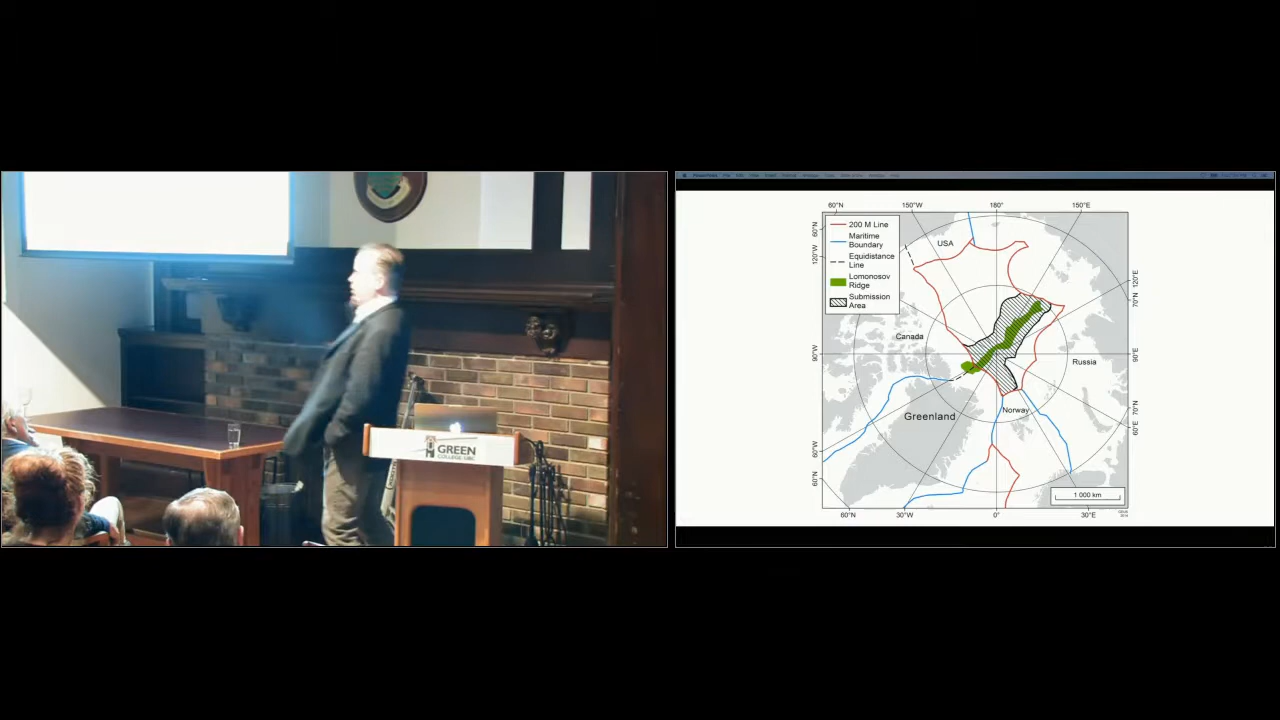 GREEN
COLLEGE UBC
60°N
150°W
180°
150°E
60°N
120°W
90°W
60°N
60°N
120°E
70°N
90°E
70°N
60°E
200 M Line
Maritime
Boundary
Equidistance
Line
Lomonosov
Ridge
Submission
Area
USA
Canada
Russia
Greenland
Norway
1 000 km
60°N
30°W
0°
30°E